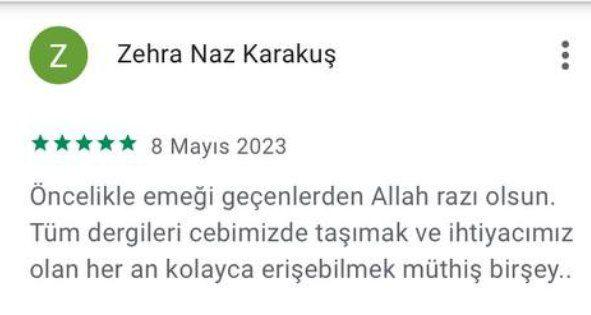 Z
Zehra Naz Karakuş
8 Mayıs 2023
Öncelikle emeği geçenlerden Allah razı olsun.
Tüm dergileri cebimizde taşımak ve ihtiyacımız
olan her an kolayca erişebilmek müthiş birşey..